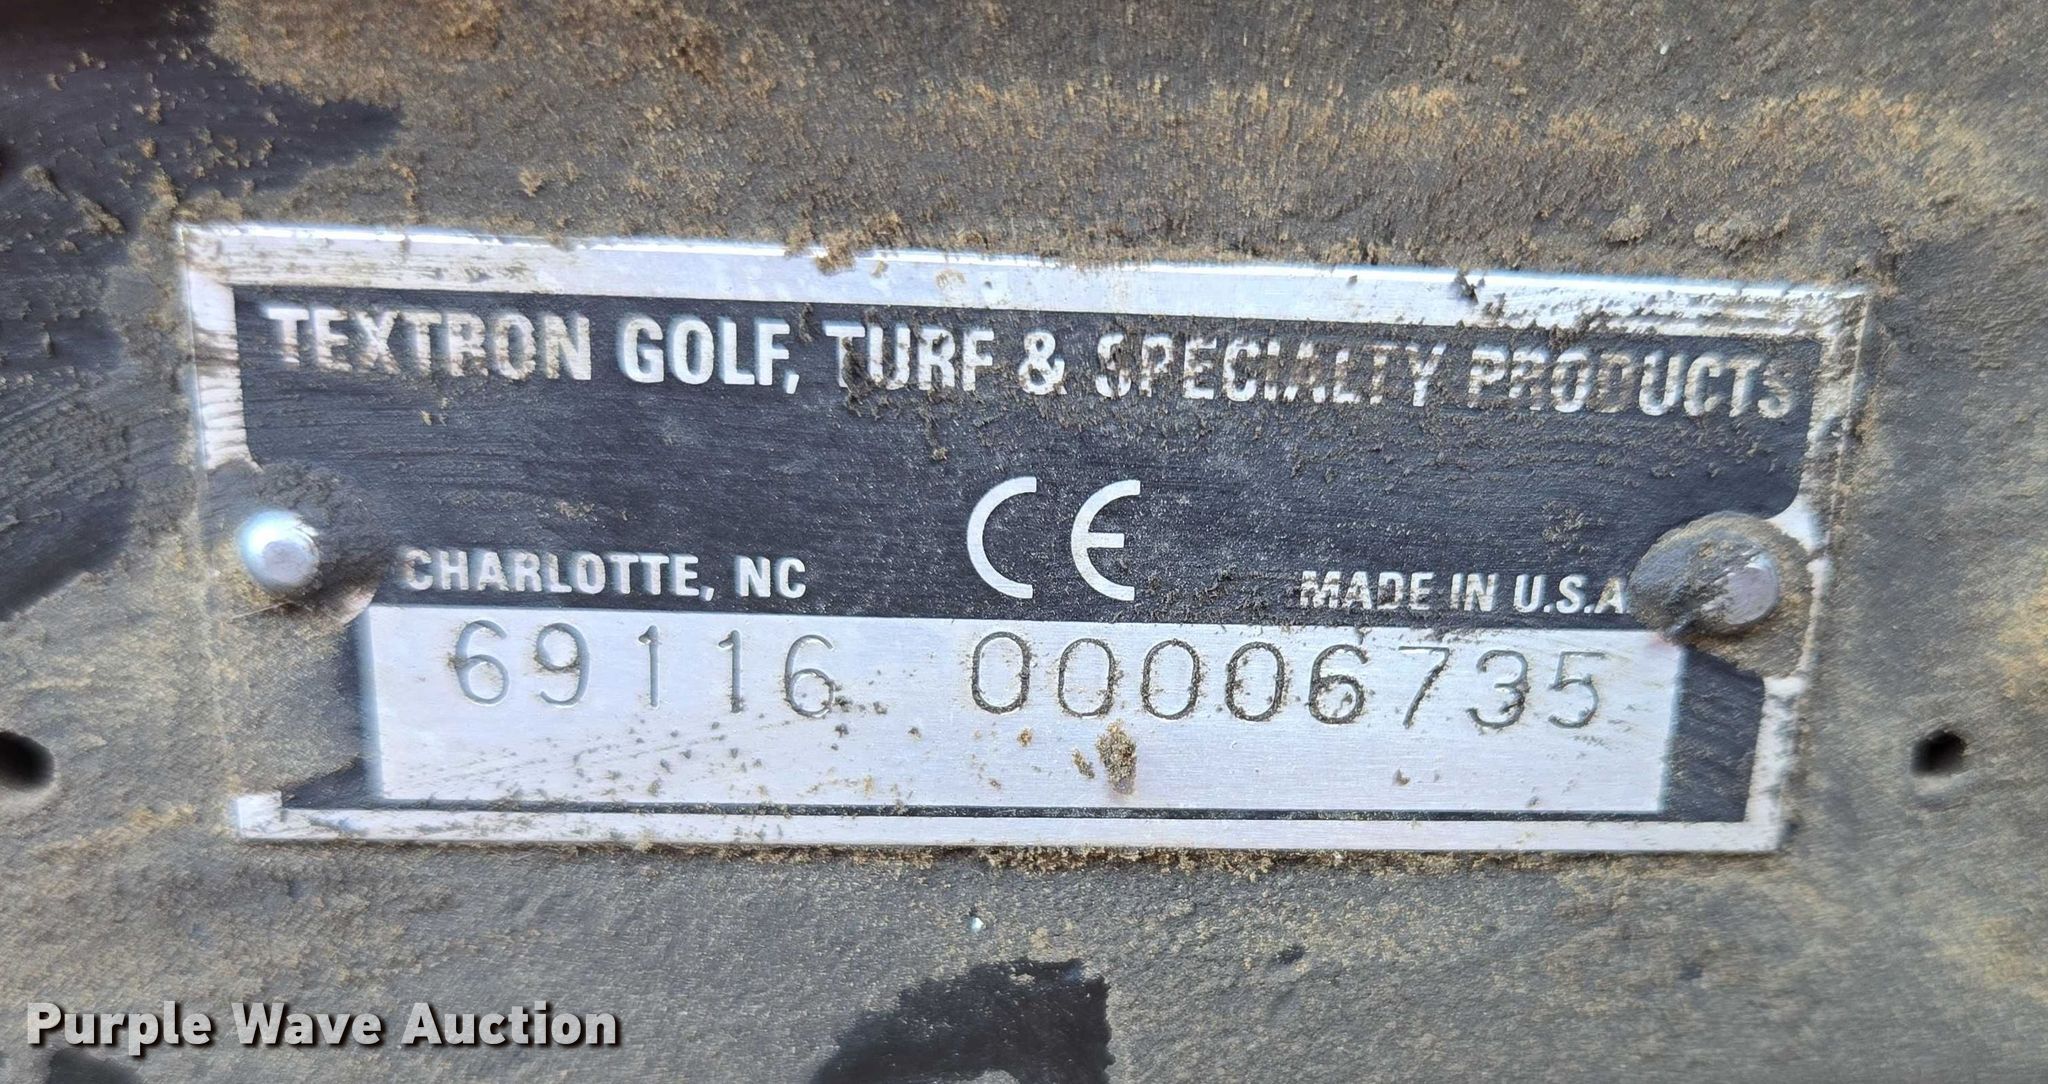 TEXTRON GOLF, TURF & SPECIALTY PRODUCTS
CE
CHARLOTTE, NC
MADE IN U.S.A
69116 00006735
Purple Wave Auction